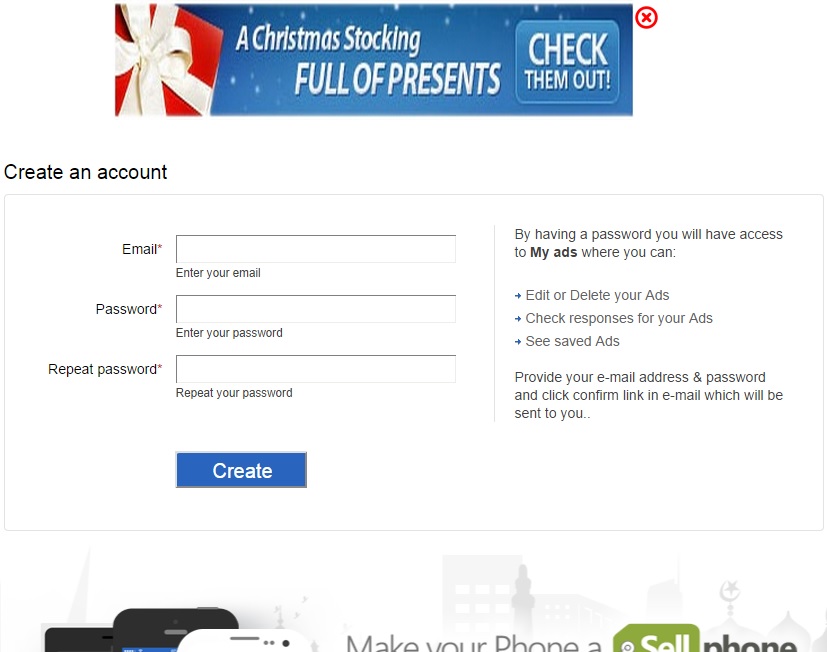 A Christmas Stocking
FULL OF PRESENTS
CHECK
THEM OUT!
Create an account
Email*
Enter your email
Password*
Enter your password
Repeat password*
Repeat your password
Create
By having a password you will have access
to My ads where you can:
Edit or Delete your Ads
Check responses for your Ads
See saved Ads
Provide your e-mail address & password
and click confirm link in e-mail which will be
sent to you..
Make your Phone a Sell phone